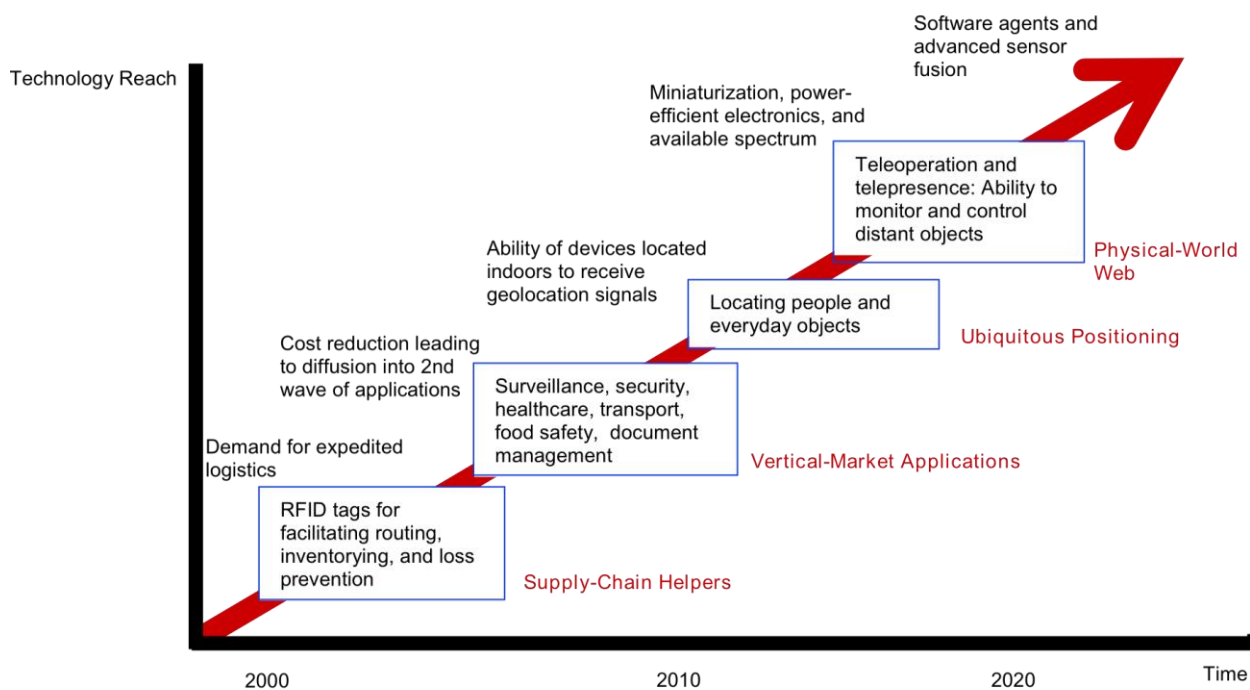 Software agents and
advanced sensor
fusion
Technology Reach
Miniaturization, power-
efficient electronics, and
available spectrum
Teleoperation and
telepresence: Ability to
monitor and control
distant objects
Physical-World
Web
Ability of devices located
indoors to receive
geolocation signals
Locating people and
everyday objects
Ubiquitous Positioning
Cost reduction leading
to diffusion into 2nd
wave of applications
Surveillance, security,
healthcare, transport,
food safety, document
management
Vertical-Market Applications
Demand for expedited
logistics
RFID tags for
facilitating routing,
inventorying, and loss
prevention
Supply-Chain Helpers
2000
2010
2020
Time